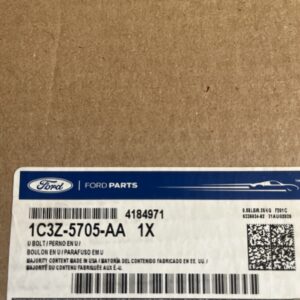 Ford | FORD PARTS
4184971
1C3Z-5705-AA 1X
U BOLT / PERNO EN U /
BOULON EN U / PARAFUSO EM U
MAJORITY CONTENT MADE IN USA / MAYORIA DEL CONTENIDO FABRICADO EN EE. UU. /
MAJORITÉ DU CONTENU FABRIQUÉE AUX É.-U.